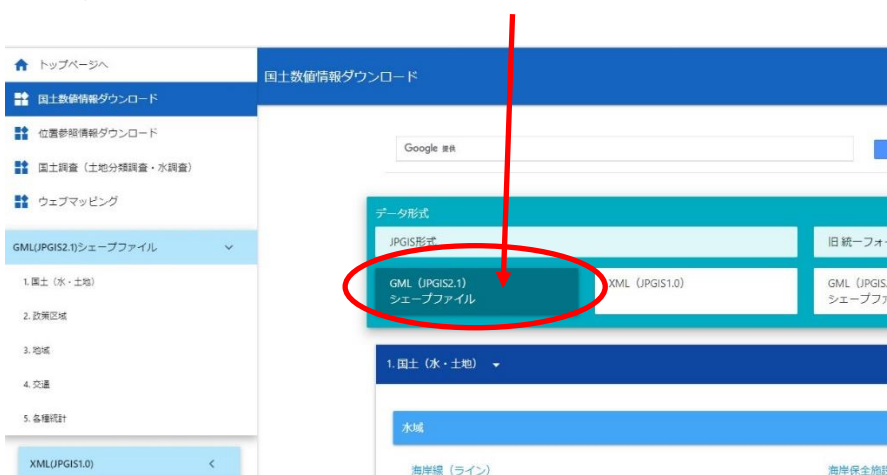 トップページへ
国土数値情報ダウンロード
位置参照情報ダウンロード
国土調査（土地分類調査・水調査）
ウェブマッピング
GML(JPGIS2.1)シェープファイル
1. 国土（水・土地）
2. 政策区域
3. 地域
4. 交通
5. 各種統計
XML(JPGIS1.0)
国土数値情報ダウンロード
Google 提供
データ形式
JPGIS形式
旧 統一フォー
GML（JPGIS2.1）
シェープファイル
XML（JPGIS1.0）
GML（JPGIS
シェープフ
1. 国土（水・土地）
水域
海岸線（ライン）
海岸保全施設